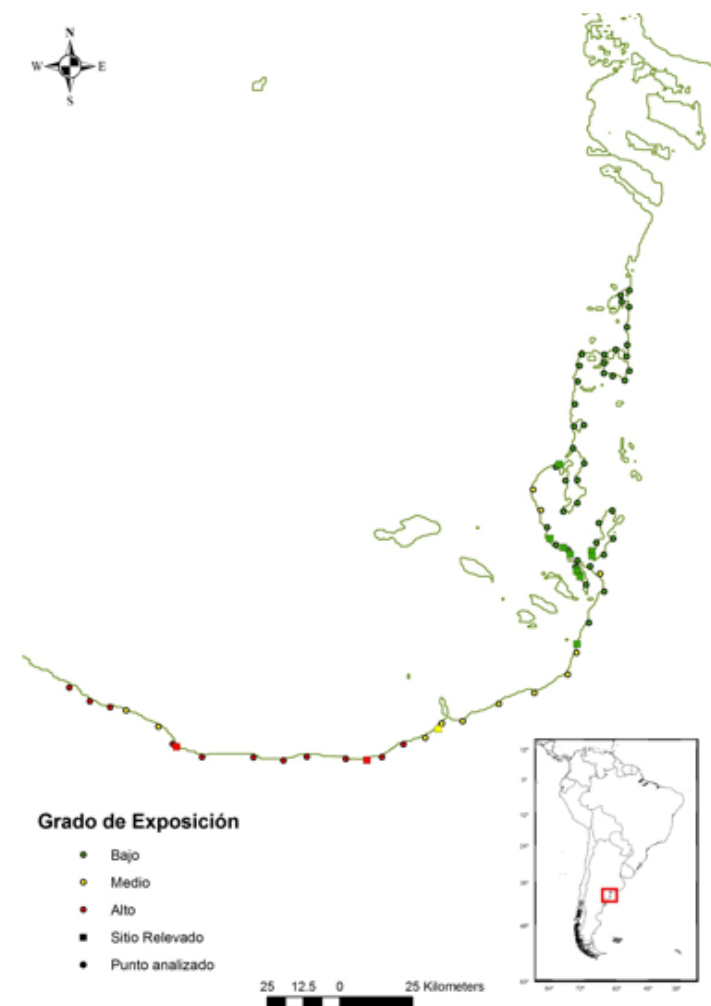 N
W E
S
Grado de Exposición
Bajo
Medio
Alto
Sitio Relevado
Punto analizado
25 12.5 0 25 Kilometers